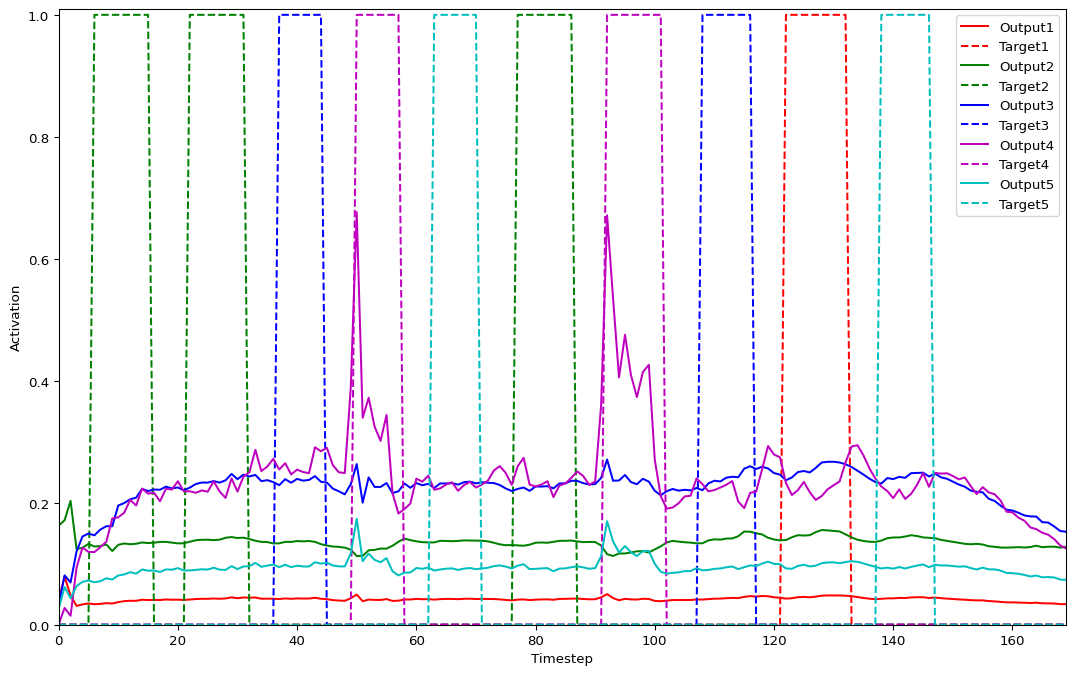 1.0
0.8
0.6
0.4
0.2
0.0
Activation
0
20
40
60
80
100
120
140
160
Timestep
Output1
Target1
Output2
Target2
Output3
Target3
Output4
Target4
Output5
Target5